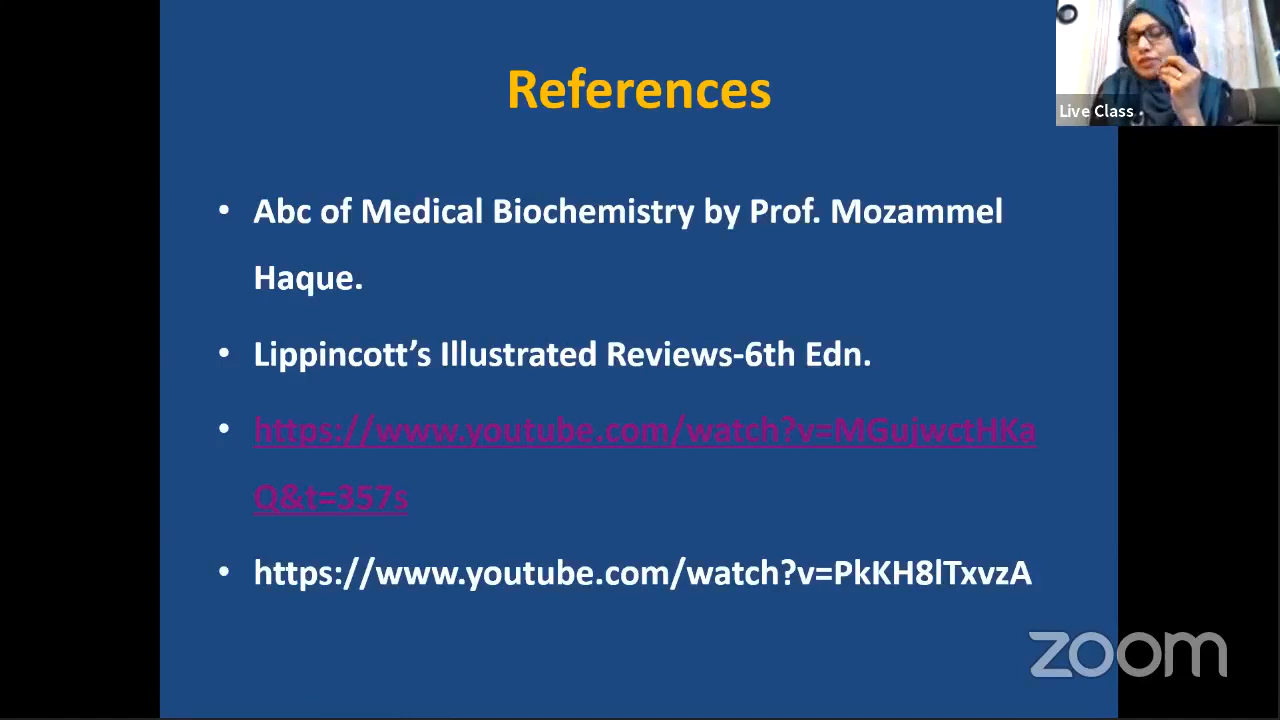 References
Live Class
• Abc of Medical Biochemistry by Prof. Mozammel
Haque.
• Lippincott’s Illustrated Reviews-6th Edn.
• https://www.youtube.com/watch?v=MGujwctHKa
Q&t=357s
• https://www.youtube.com/watch?v=PkKH8lTxvzA
zoom